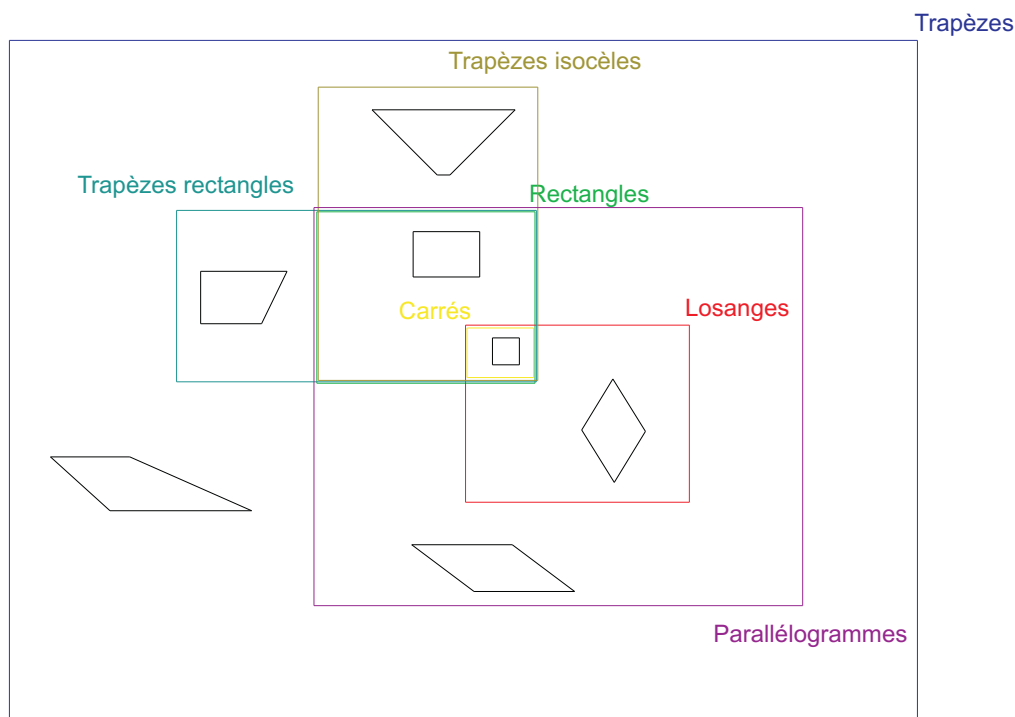 Trapèzes
Trapèzes isocèles
Trapèzes rectangles
Rectangles
Carrés
Losanges
Parallélogrammes